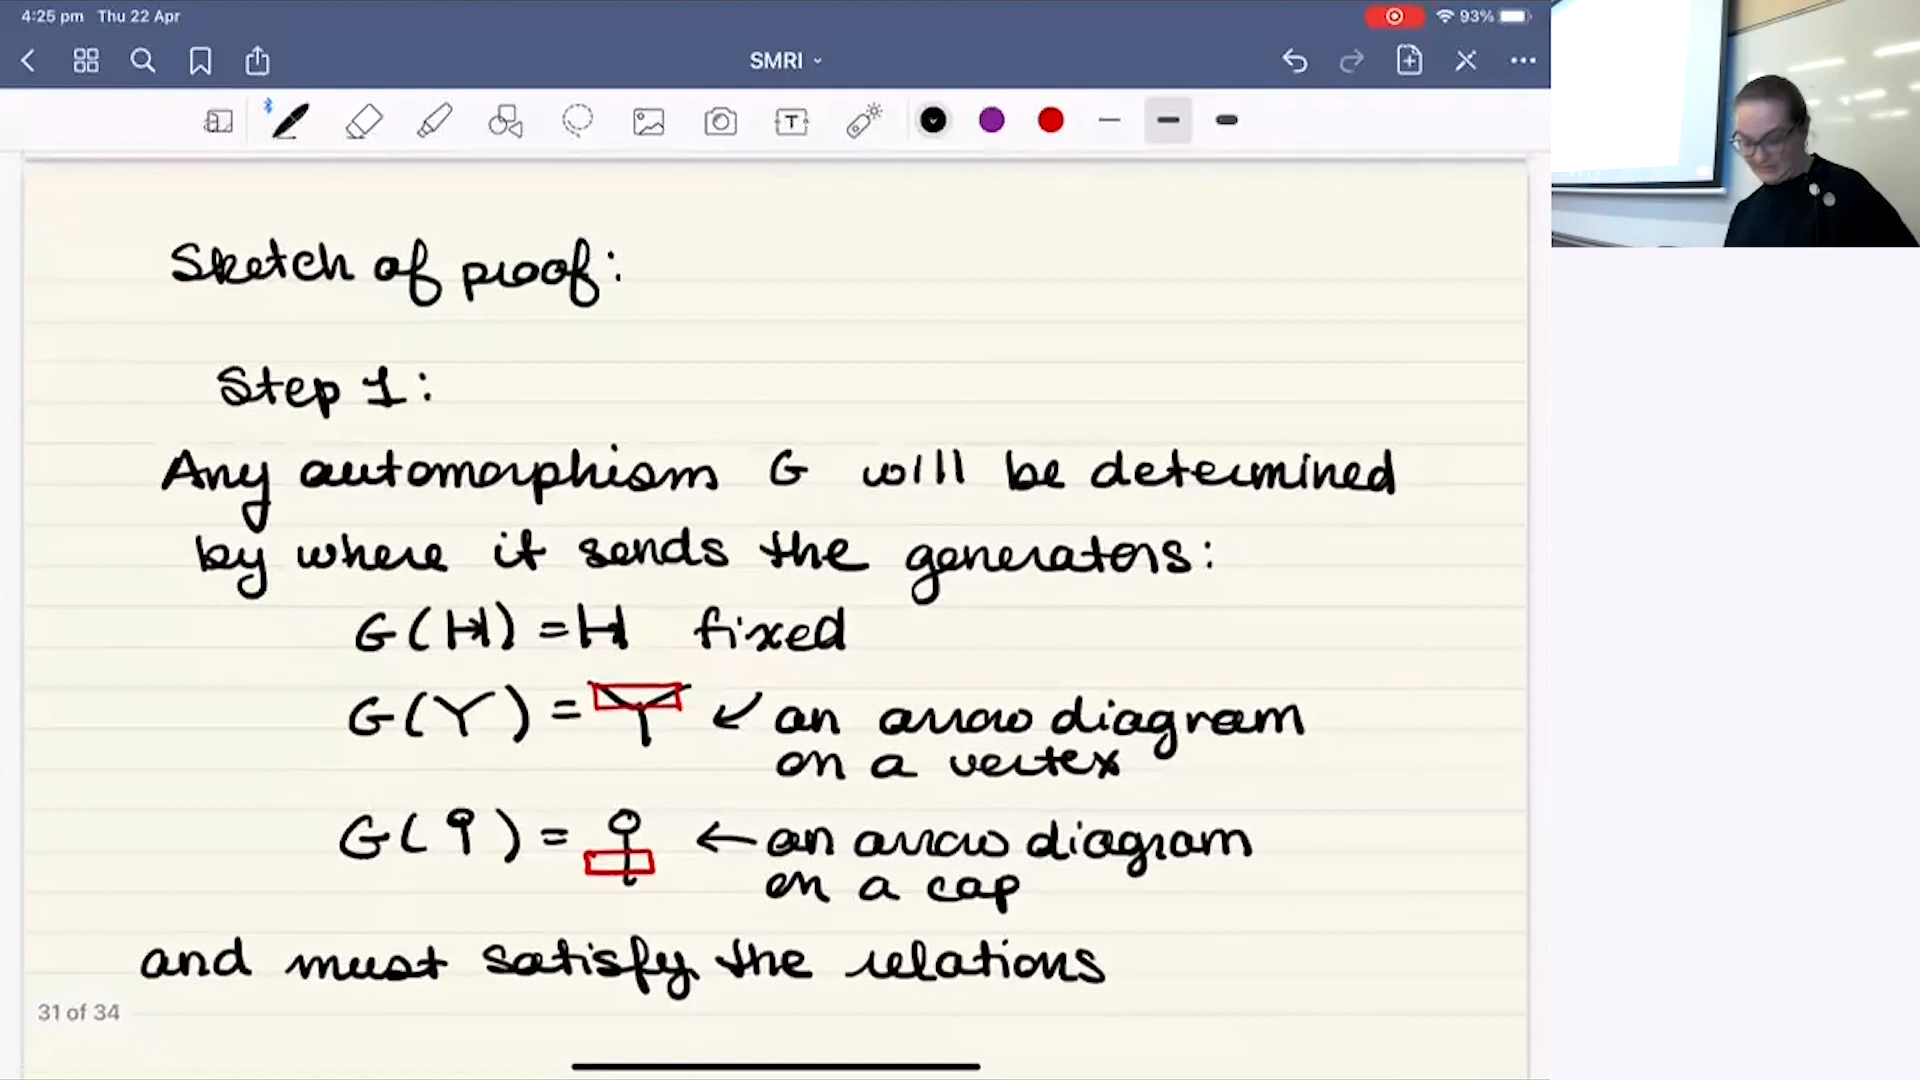 4:25 pm Thu 22 Apr
93%
SMRI
T
Sketch of proof:
Step 1:
Any automorphism G will be determined
by where it sends the generators:
G(H) = H fixed
G(Y) = Y ↙ an arrow diagram
on a vertex
G(⫯) = ⫯ ← an arrow diagram
on a cap
and must satisfy the relations
31 of 34